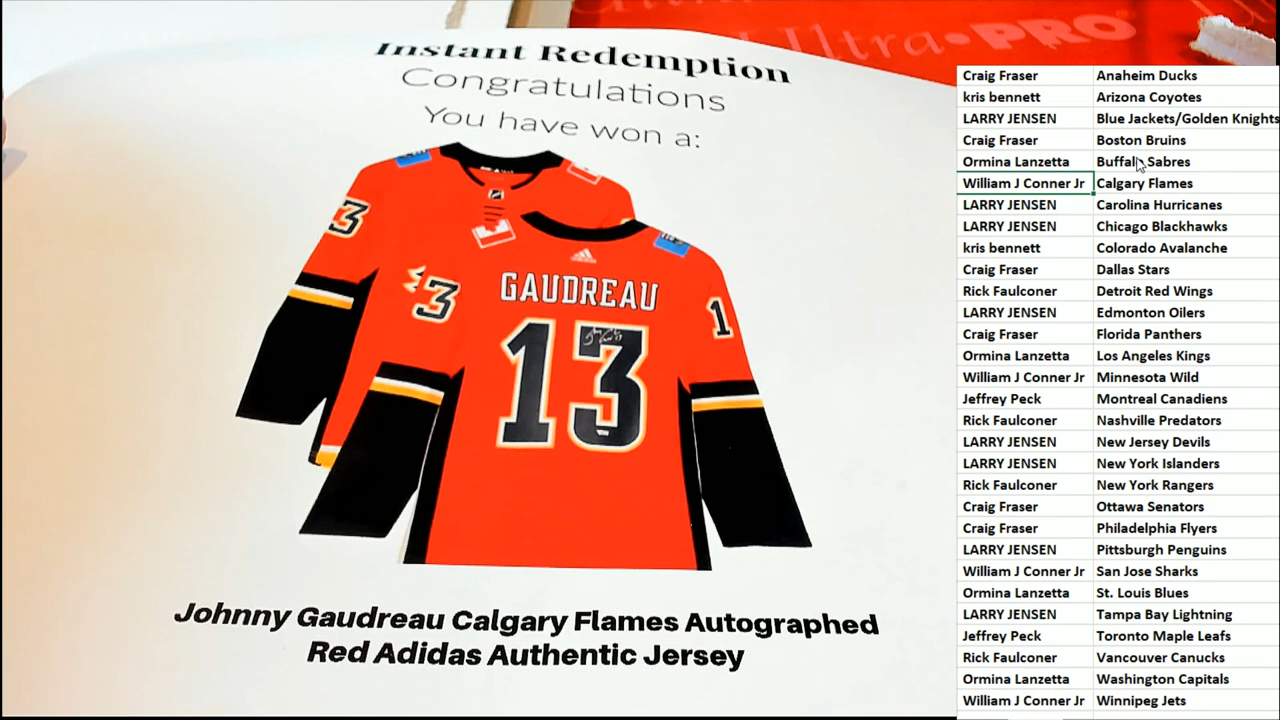 Ultra•PRO
Instant Redemption
Congratulations
You have won a:
3
3
GAUDREAU
13
1
Johnny Gaudreau Calgary Flames Autographed
Red Adidas Authentic Jersey
Craig Fraser Anaheim Ducks
kris bennett Arizona Coyotes
LARRY JENSEN Blue Jackets/Golden Knights
Craig Fraser Boston Bruins
Ormina Lanzetta Buffalo Sabres
William J Conner Jr Calgary Flames
LARRY JENSEN Carolina Hurricanes
LARRY JENSEN Chicago Blackhawks
kris bennett Colorado Avalanche
Craig Fraser Dallas Stars
Rick Faulconer Detroit Red Wings
LARRY JENSEN Edmonton Oilers
Craig Fraser Florida Panthers
Ormina Lanzetta Los Angeles Kings
William J Conner Jr Minnesota Wild
Jeffrey Peck Montreal Canadiens
Rick Faulconer Nashville Predators
LARRY JENSEN New Jersey Devils
LARRY JENSEN New York Islanders
Rick Faulconer New York Rangers
Craig Fraser Ottawa Senators
Craig Fraser Philadelphia Flyers
LARRY JENSEN Pittsburgh Penguins
William J Conner Jr San Jose Sharks
Ormina Lanzetta St. Louis Blues
LARRY JENSEN Tampa Bay Lightning
Jeffrey Peck Toronto Maple Leafs
Rick Faulconer Vancouver Canucks
Ormina Lanzetta Washington Capitals
William J Conner Jr Winnipeg Jets